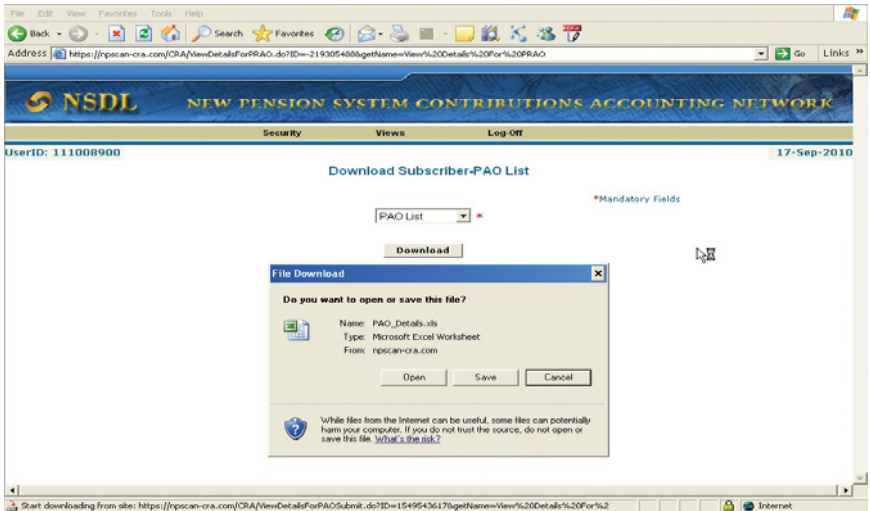 File Edit View Favorites Tools Help
Back Search Favorites
Address https://npscan-cra.com/CRA/ViewDetailsForPRAO.do?ID=-219305488&getName=View%20Details%20For%20PRAO Go Links »
NSDL NEW PENSION SYSTEM CONTRIBUTIONS ACCOUNTING NETWORK
Security Views Log-Off
UserID: 111008900 17-Sep-2010
Download Subscriber-PAO List
*Mandatory Fields
PAO List *
Download
File Download
Do you want to open or save this file?
Name: PAO_Details.xls
Type: Microsoft Excel Worksheet
From: npscan-cra.com
Open Save Cancel
While files from the Internet can be useful, some files can potentially
harm your computer. If you do not trust the source, do not open or
save this file. What's the risk?
Start downloading from site: https://npscan-cra.com/CRA/ViewDetailsForPAOSubmit.do?ID=1549543617&getName=View%20Details%20For%2 Internet